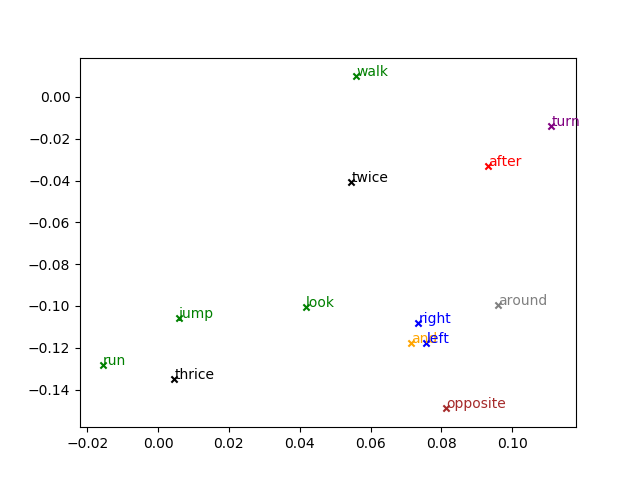 walk
0.00
turn
−0.02
after
−0.04
twice
−0.06
−0.08
around
−0.10
look
jump
right
−0.12
and
left
run
thrice
−0.14
opposite
−0.02
0.00
0.02
0.04
0.06
0.08
0.10